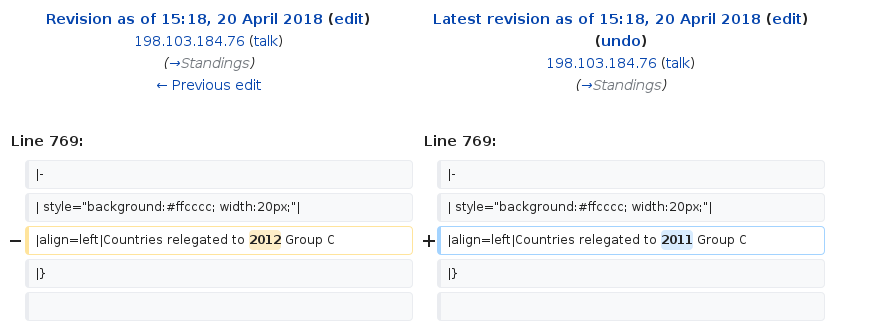 Revision as of 15:18, 20 April 2018 (edit)
198.103.184.76 (talk)
(→Standings)
← Previous edit
Latest revision as of 15:18, 20 April 2018 (edit)
(undo)
198.103.184.76 (talk)
(→Standings)
Line 769:
Line 769:
|-
|-
| style="background:#ffcccc; width:20px;"|
| style="background:#ffcccc; width:20px;"|
− |align=left|Countries relegated to 2012 Group C
+ |align=left|Countries relegated to 2011 Group C
|}
|}